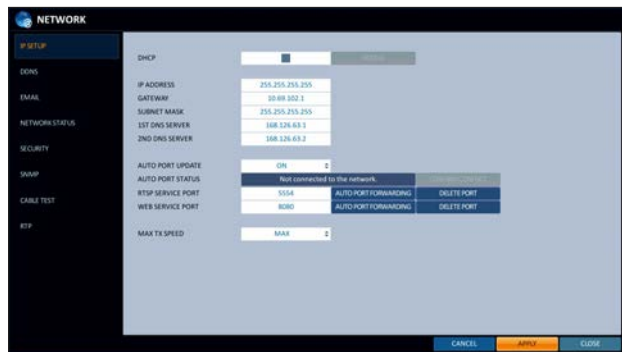 NETWORK
IP SETUP
DDNS
EMAIL
NETWORK STATUS
SECURITY
SNMP
CABLE TEST
RTP
DHCP
IP ADDRESS 255.255.255.255
GATEWAY 10.69.102.1
SUBNET MASK 255.255.255.255
1ST DNS SERVER 168.126.63.1
2ND DNS SERVER 168.126.63.2
AUTO PORT UPDATE ON
AUTO PORT STATUS Not connected to the network.
RTSP SERVICE PORT 5554 AUTO PORT FORWARDING DELETE PORT
WEB SERVICE PORT 8080 AUTO PORT FORWARDING DELETE PORT
MAX TX SPEED MAX
CANCEL APPLY CLOSE